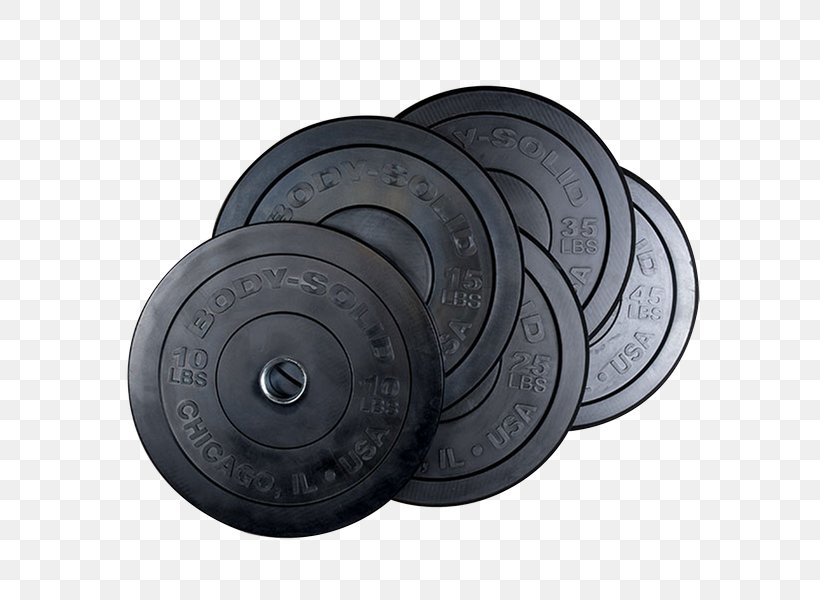 BODY-SOLID
10 LBS
10 LBS
CHICAGO, IL • USA
BODY-SOLID
15 LBS
USA
Y-SOLID
35 LBS
A
D
25 LBS
, IL • USA
45 LBS
• USA